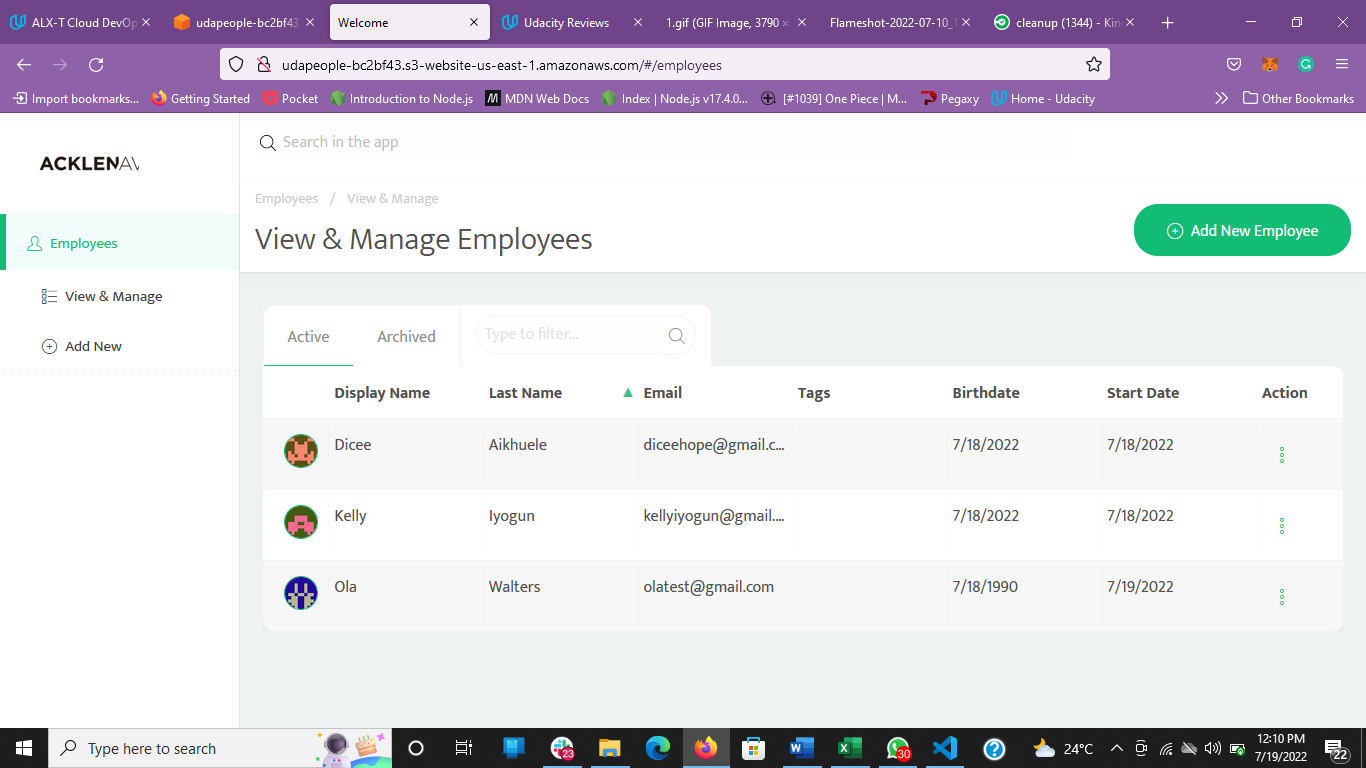 ALX-T Cloud DevOp
udapeople-bc2bf43
Welcome
Udacity Reviews
1.gif (GIF Image, 3790 ×
Flameshot-2022-07-10_1
cleanup (1344) - Kin
udapeople-bc2bf43.s3-website-us-east-1.amazonaws.com/#/employees
Import bookmarks...
Getting Started
Pocket
Introduction to Node.js
M
MDN Web Docs
Index | Node.js v17.4.0...
[#1039] One Piece | M...
Pegaxy
Home - Udacity
Other Bookmarks
ACKLENAV
Search in the app
Employees / View & Manage
View & Manage Employees
Add New Employee
Employees
View & Manage
Add New
Active
Archived
Type to filter...
Display Name Last Name Email Tags Birthdate Start Date Action
Dicee Aikhuele diceehope@gmail.c... 7/18/2022 7/18/2022
Kelly Iyogun kellyiyogun@gmail.... 7/18/2022 7/18/2022
Ola Walters olatest@gmail.com 7/18/1990 7/19/2022
Type here to search
23
30
24°C
12:10 PM
7/19/2022
22